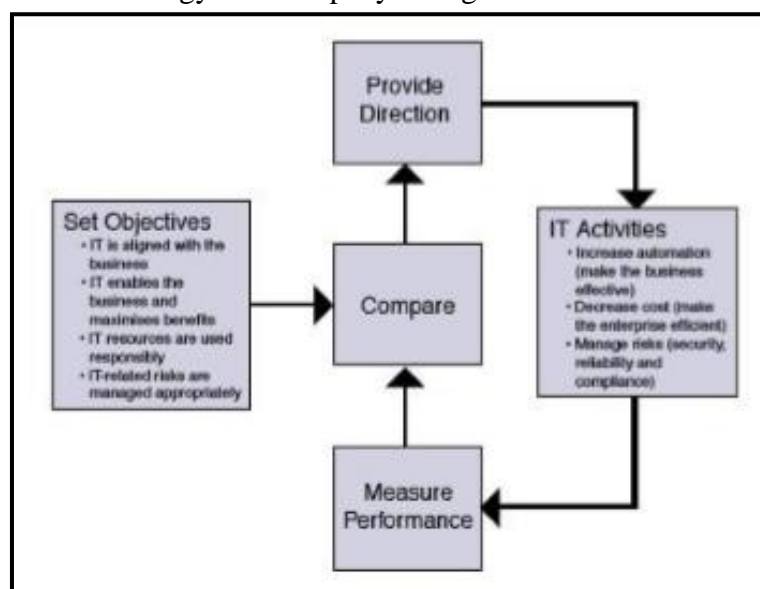 Provide
Direction
Set Objectives
• IT is aligned with the
business
• IT enables the
business and
maximises benefits
• IT resources are used
responsibly
• IT-related risks are
managed appropriately
Compare
IT Activities
• Increase automation
(make the business
effective)
• Decrease cost (make
the enterprise efficient)
• Manage risks (security,
reliability and
compliance)
Measure
Performance